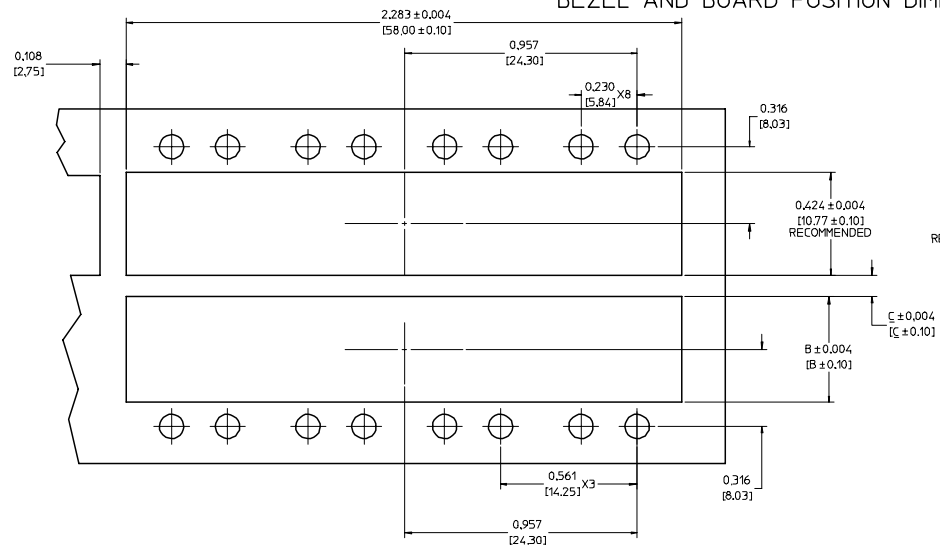 BEZEL AND BOARD POSITION
2.283 ±0.004
[58.00 ±0.10]
0.957
[24.30]
0.108
[2.75]
0.230 X8
[5.84]
0.316
[8.03]
0.424 ±0.004
[10.77 ±0.10]
RECOMMENDED
C ±0.004
[C ±0.10]
B ±0.004
[B ±0.10]
0.561 X3
[14.25]
0.316
[8.03]
0.957
[24.30]